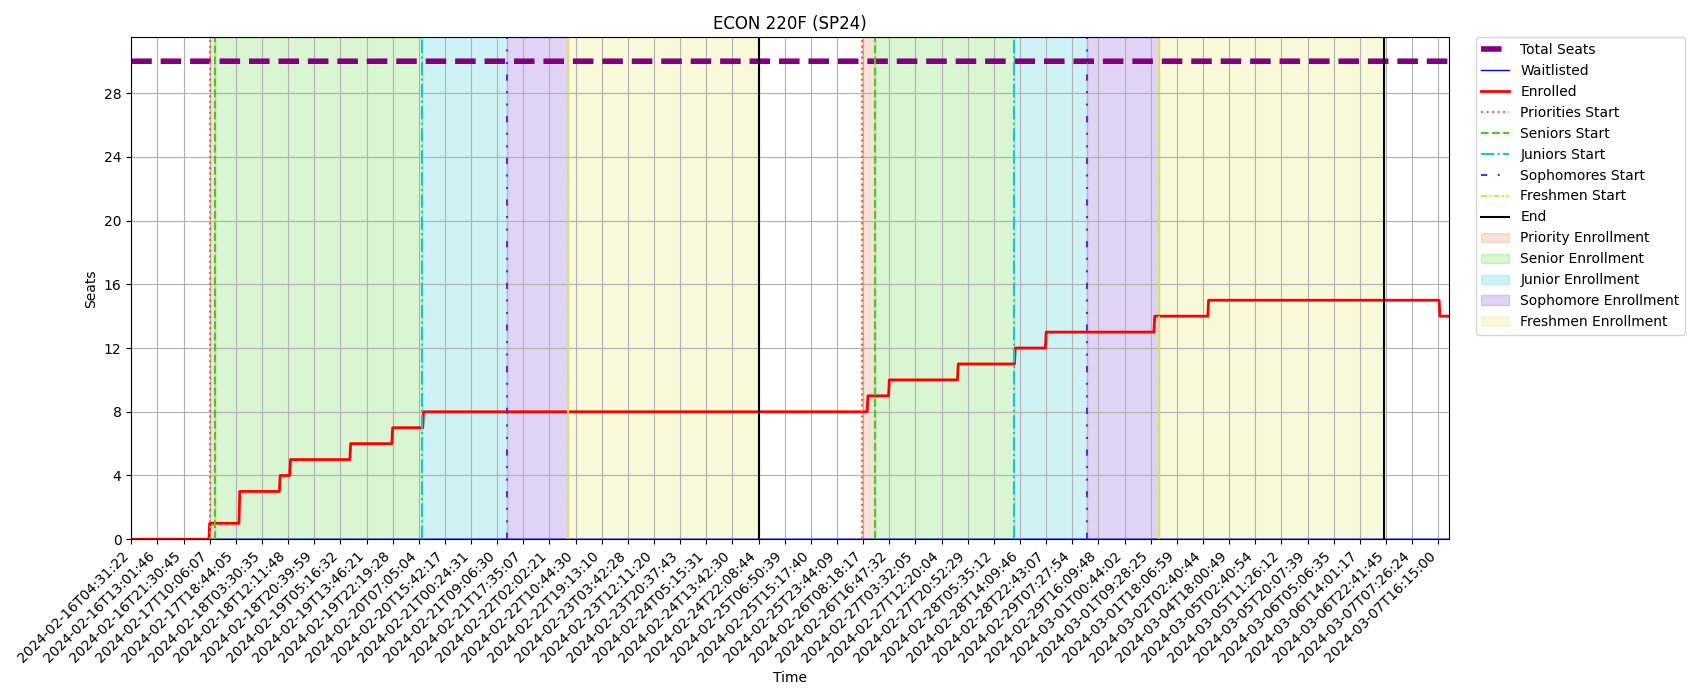 ECON 220F (SP24)
Total Seats
Waitlisted
Enrolled
Priorities Start
Seniors Start
Juniors Start
Sophomores Start
Freshmen Start
End
Priority Enrollment
Senior Enrollment
Junior Enrollment
Sophomore Enrollment
Freshmen Enrollment
Seats
28
24
20
16
12
8
4
0
2024-02-16T04:31:22
2024-02-16T13:01:46
2024-02-16T21:30:45
2024-02-17T10:06:07
2024-02-17T18:44:05
2024-02-18T03:30:35
2024-02-18T12:11:48
2024-02-18T20:39:59
2024-02-19T05:16:32
2024-02-19T13:46:21
2024-02-19T22:19:28
2024-02-20T07:05:04
2024-02-20T15:42:17
2024-02-21T00:24:31
2024-02-21T09:06:30
2024-02-21T17:35:07
2024-02-22T02:02:21
2024-02-22T10:44:30
2024-02-22T19:13:10
2024-02-23T03:42:28
2024-02-23T12:11:20
2024-02-23T20:37:43
2024-02-24T05:15:31
2024-02-24T13:42:30
2024-02-24T22:08:44
2024-02-25T06:50:39
2024-02-25T15:17:40
2024-02-25T23:44:09
2024-02-26T08:18:17
2024-02-26T16:47:32
2024-02-27T03:32:05
2024-02-27T12:20:04
2024-02-27T20:52:29
2024-02-28T05:35:12
2024-02-28T14:09:46
2024-02-28T22:43:07
2024-02-29T07:27:54
2024-02-29T16:09:48
2024-03-01T00:44:02
2024-03-01T09:28:25
2024-03-01T18:06:59
2024-03-02T02:40:44
2024-03-04T18:00:49
2024-03-05T02:40:54
2024-03-05T11:26:12
2024-03-05T20:07:39
2024-03-06T05:06:35
2024-03-06T14:01:17
2024-03-06T22:41:45
2024-03-07T07:26:24
2024-03-07T16:15:00
Time